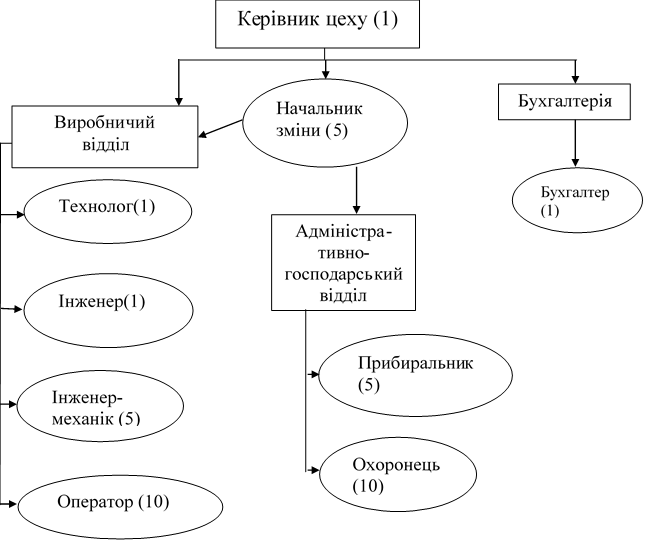 Керівник цеху (1)
Виробничий
відділ
Начальник
зміни (5)
Бухгалтерія
Технолог(1)
Бухгалтер
(1)
Адміністра-
тивно-
господарський
відділ
Інженер(1)
Прибиральник
(5)
Інженер-
механік (5)
Охоронець
(10)
Оператор (10)